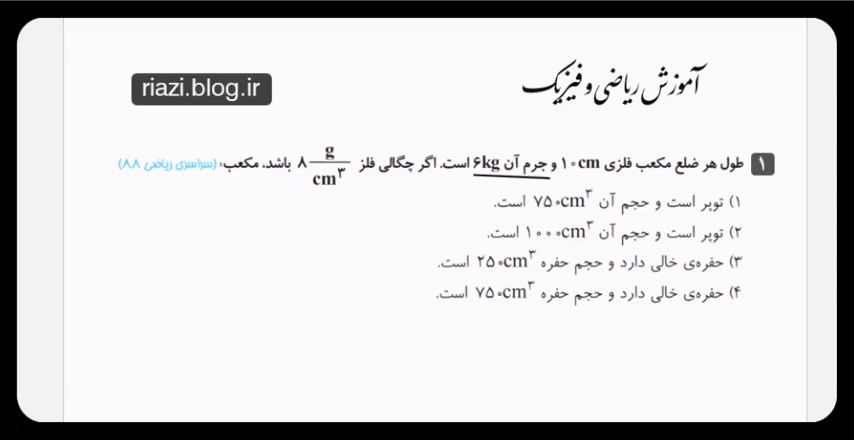 آموزش ریاضی و فیزیک
riazi.blog.ir
۱ طول هر ضلع مکعب فلزی ۱۰cm و جرم آن ۶kg است. اگر چگالی فلز ۸ g/cm³ باشد، مکعب: (سراسری ریاضی ۸۸)
۱) توپر است و حجم آن ۷۵۰cm³ است.
۲) توپر است و حجم آن ۱۰۰۰cm³ است.
۳) حفره‌ی خالی دارد و حجم حفره ۲۵۰cm³ است.
۴) حفره‌ی خالی دارد و حجم حفره ۷۵۰cm³ است.